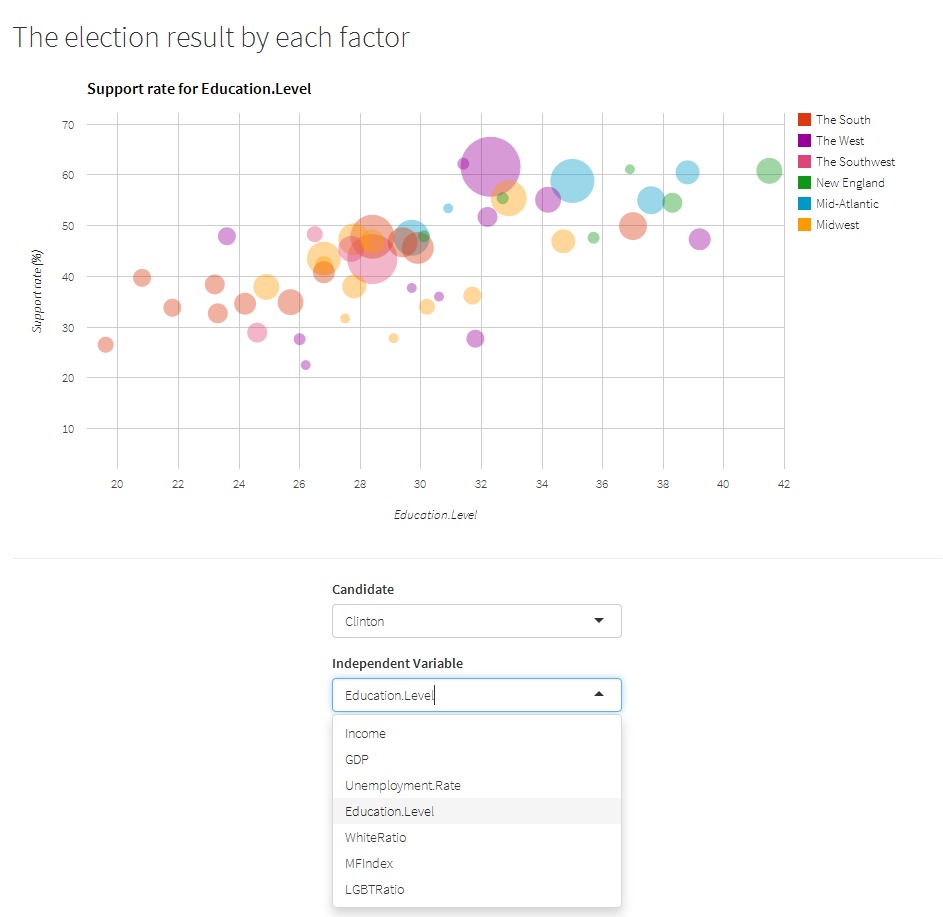 The election result by each factor
Support rate for Education.Level
The South
The West
The Southwest
New England
Mid-Atlantic
Midwest
70
60
50
40
30
20
10
Support rate(%)
20 22 24 26 28 30 32 34 36 38 40 42
Education.Level
Candidate
Clinton
Independent Variable
Education.Level
Income
GDP
Unemployment.Rate
Education.Level
WhiteRatio
MFIndex
LGBTRatio